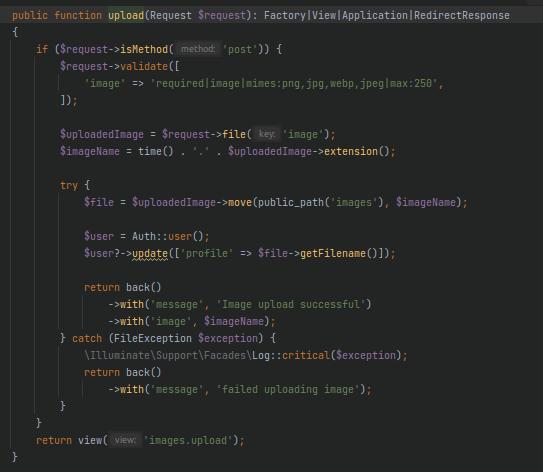 public function upload(Request $request): Factory|View|Application|RedirectResponse
{
if ($request->isMethod( method: 'post')) {
$request->validate([
'image' => 'required|image|mimes:png,jpg,webp,jpeg|max:250',
]);
$uploadedImage = $request->file( key: 'image');
$imageName = time() . '.' . $uploadedImage->extension();
try {
$file = $uploadedImage->move(public_path('images'), $imageName);
$user = Auth::user();
$user?->update(['profile' => $file->getFilename()]);
return back()
->with('message', 'Image upload successful')
->with('image', $imageName);
} catch (FileException $exception) {
\Illuminate\Support\Facades\Log::critical($exception);
return back()
->with('message', 'failed uploading image');
}
}
return view( view: 'images.upload');
}